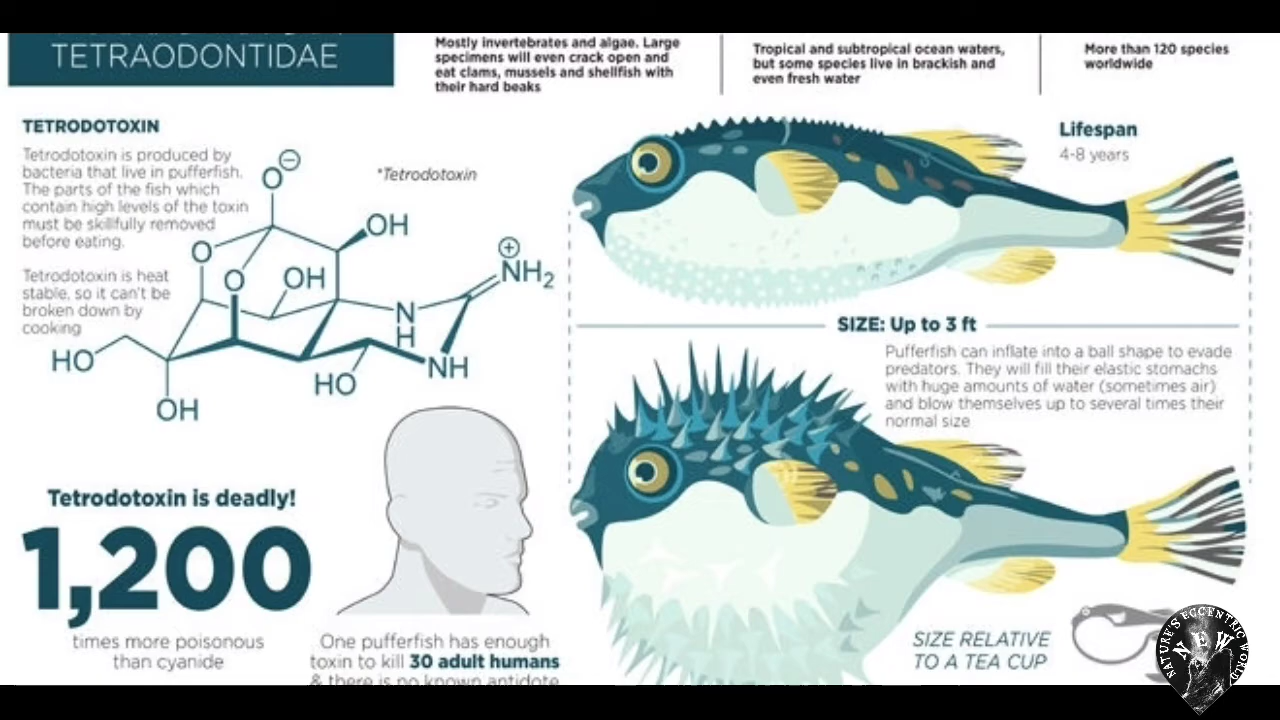 TETRAODONTIDAE
Mostly invertebrates and algae. Large
specimens will even crack open and
eat clams, mussels and shellfish with
their hard beaks
Tropical and subtropical ocean waters,
but some species live in brackish and
even fresh water
More than 120 species
worldwide
TETRODOTOXIN
Tetrodotoxin is produced by
bacteria that live in pufferfish.
The parts of the fish which
contain high levels of the toxin
must be skillfully removed
before eating.
Tetrodotoxin is heat
stable, so it can't be
broken down by
cooking
*Tetrodotoxin
O⊖
OH
O
O
OH
⊕
NH₂
N
H
NH
HO
HO
OH
Lifespan
4-8 years
SIZE: Up to 3 ft
Pufferfish can inflate into a ball shape to evade
predators. They will fill their elastic stomachs
with huge amounts of water (sometimes air)
and blow themselves up to several times their
normal size
Tetrodotoxin is deadly!
1,200
times more poisonous
than cyanide
One pufferfish has enough
toxin to kill 30 adult humans
& there is no known antidote
SIZE RELATIVE
TO A TEA CUP
NATURE'S ECCENTRIC WORLD
NEW